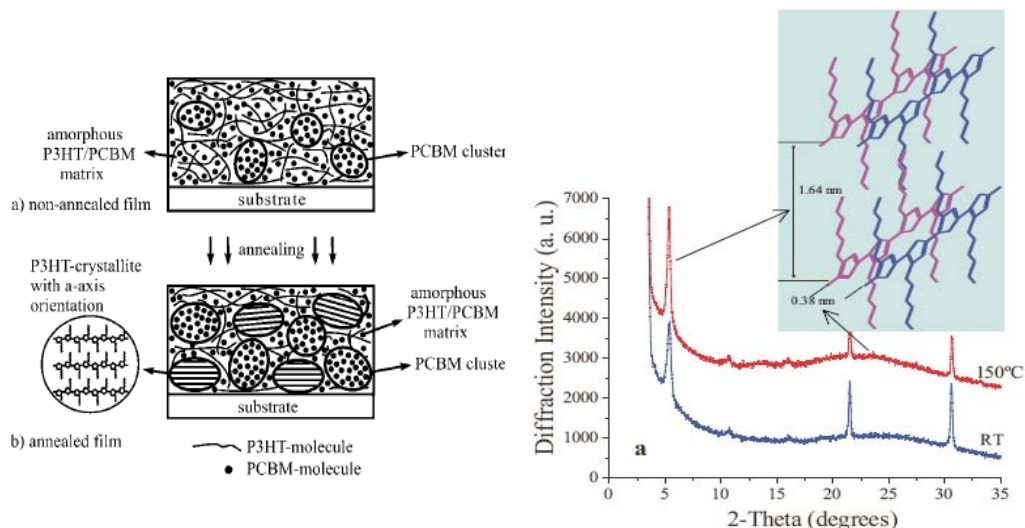 amorphous
P3HT/PCBM
matrix
PCBM cluster
substrate
a) non-annealed film
annealing
P3HT-crystallite
with a-axis
orientation
amorphous
P3HT/PCBM
matrix
PCBM cluste
substrate
b) annealed film
P3HT-molecule
PCBM-molecule
1.64 nm
0.38 nm
Diffraction Intensity (a. u.)
7000
6000
5000
4000
3000
2000
1000
0
150ºC
RT
a
0 5 10 15 20 25 30 35
2-Theta (degrees)